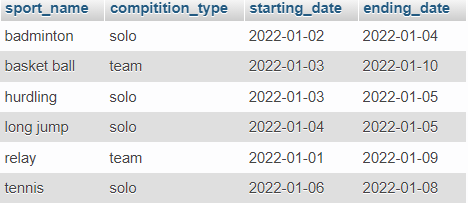 sport_name compitition_type starting_date ending_date
badminton solo 2022-01-02 2022-01-04
basket ball team 2022-01-03 2022-01-10
hurdling solo 2022-01-03 2022-01-05
long jump solo 2022-01-04 2022-01-05
relay team 2022-01-01 2022-01-09
tennis solo 2022-01-06 2022-01-08